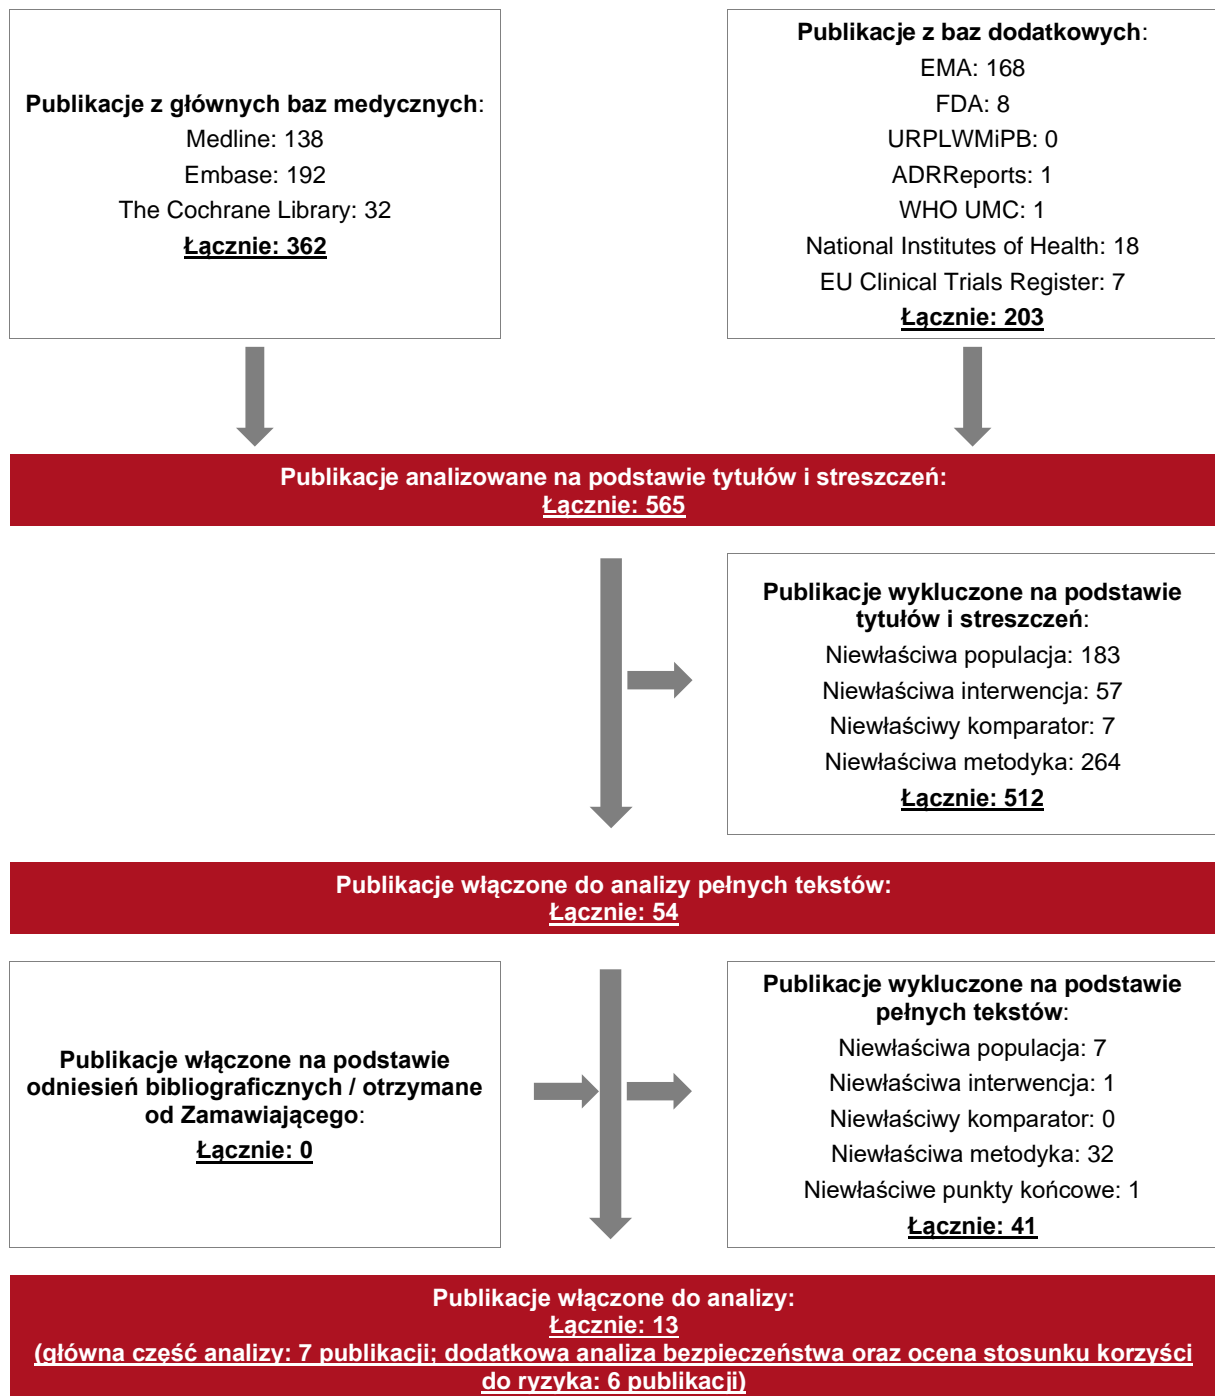 Publikacje z głównych baz medycznych:
Medline: 138
Embase: 192
The Cochrane Library: 32
Łącznie: 362
Publikacje z baz dodatkowych:
EMA: 168
FDA: 8
URPLWMiPB: 0
ADRReports: 1
WHO UMC: 1
National Institutes of Health: 18
EU Clinical Trials Register: 7
Łącznie: 203
Publikacje analizowane na podstawie tytułów i streszczeń:
Łącznie: 565
Publikacje wykluczone na podstawie
tytułów i streszczeń:
Niewłaściwa populacja: 183
Niewłaściwa interwencja: 57
Niewłaściwy komparator: 7
Niewłaściwa metodyka: 264
Łącznie: 512
Publikacje włączone do analizy pełnych tekstów:
Łącznie: 54
Publikacje włączone na podstawie
odniesień bibliograficznych / otrzymane
od Zamawiającego:
Łącznie: 0
Publikacje wykluczone na podstawie
pełnych tekstów:
Niewłaściwa populacja: 7
Niewłaściwa interwencja: 1
Niewłaściwy komparator: 0
Niewłaściwa metodyka: 32
Niewłaściwe punkty końcowe: 1
Łącznie: 41
Publikacje włączone do analizy:
Łącznie: 13
(główna część analizy: 7 publikacji; dodatkowa analiza bezpieczeństwa oraz ocena stosunku korzyści
do ryzyka: 6 publikacji)